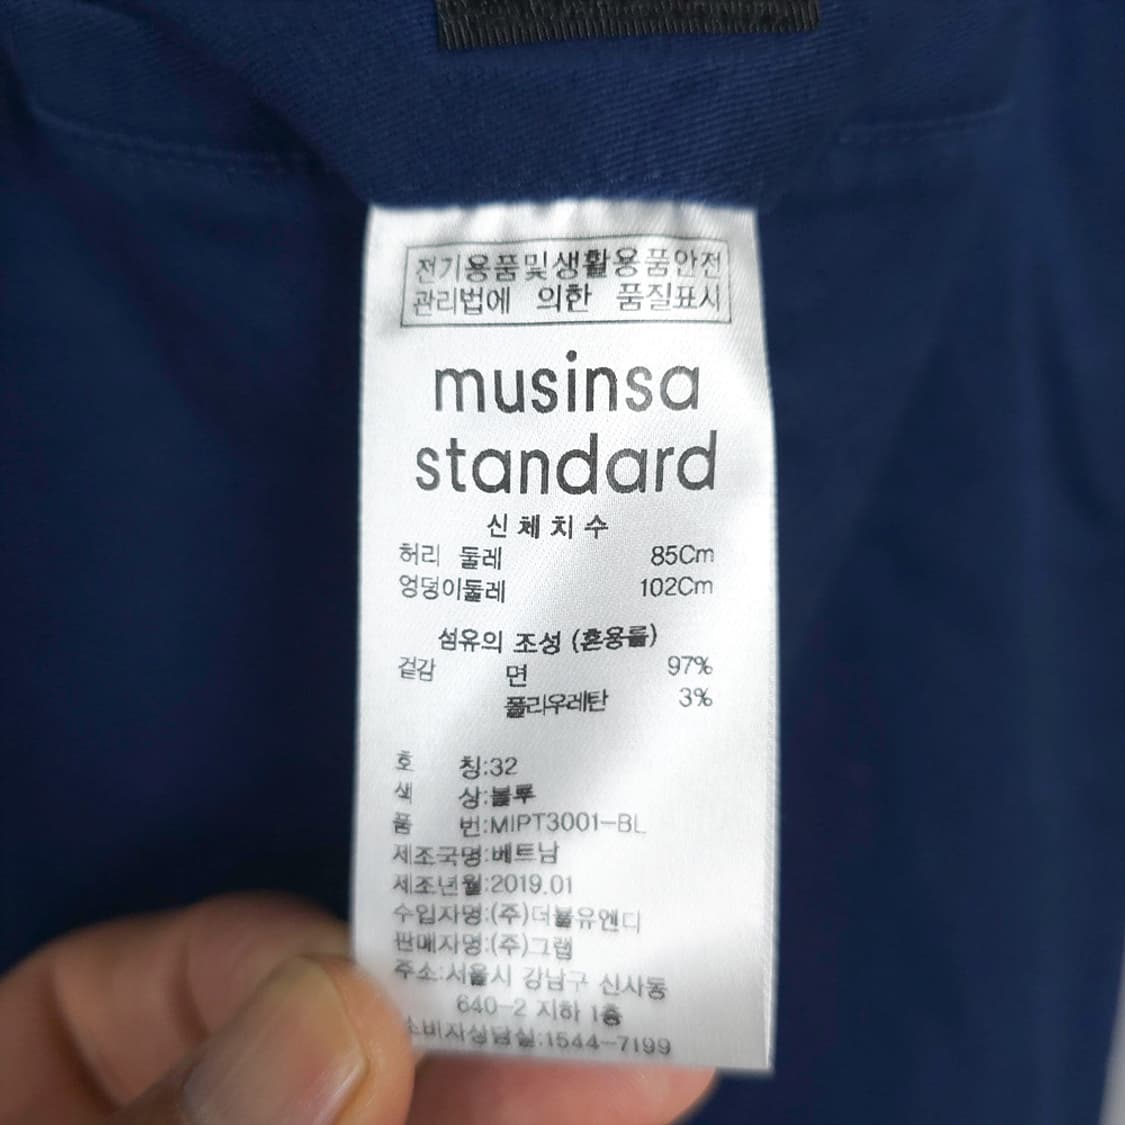 전기용품및생활용품안전
관리법에 의한 품질표시
musinsa
standard
신체치수
허리 둘레 85Cm
엉덩이둘레 102Cm
섬유의 조성 (혼용률)
겉감 면 97%
폴리우레탄 3%
호 칭:32
색 상:블루
품 번:MIPT3001-BL
제조국명:베트남
제조년월:2019.01
수입자명:(주)더블유앤디
판매자명:(주)그랩
주소:서울시 강남구 신사동
640-2 지하 1층
소비자상담실:1544-7199